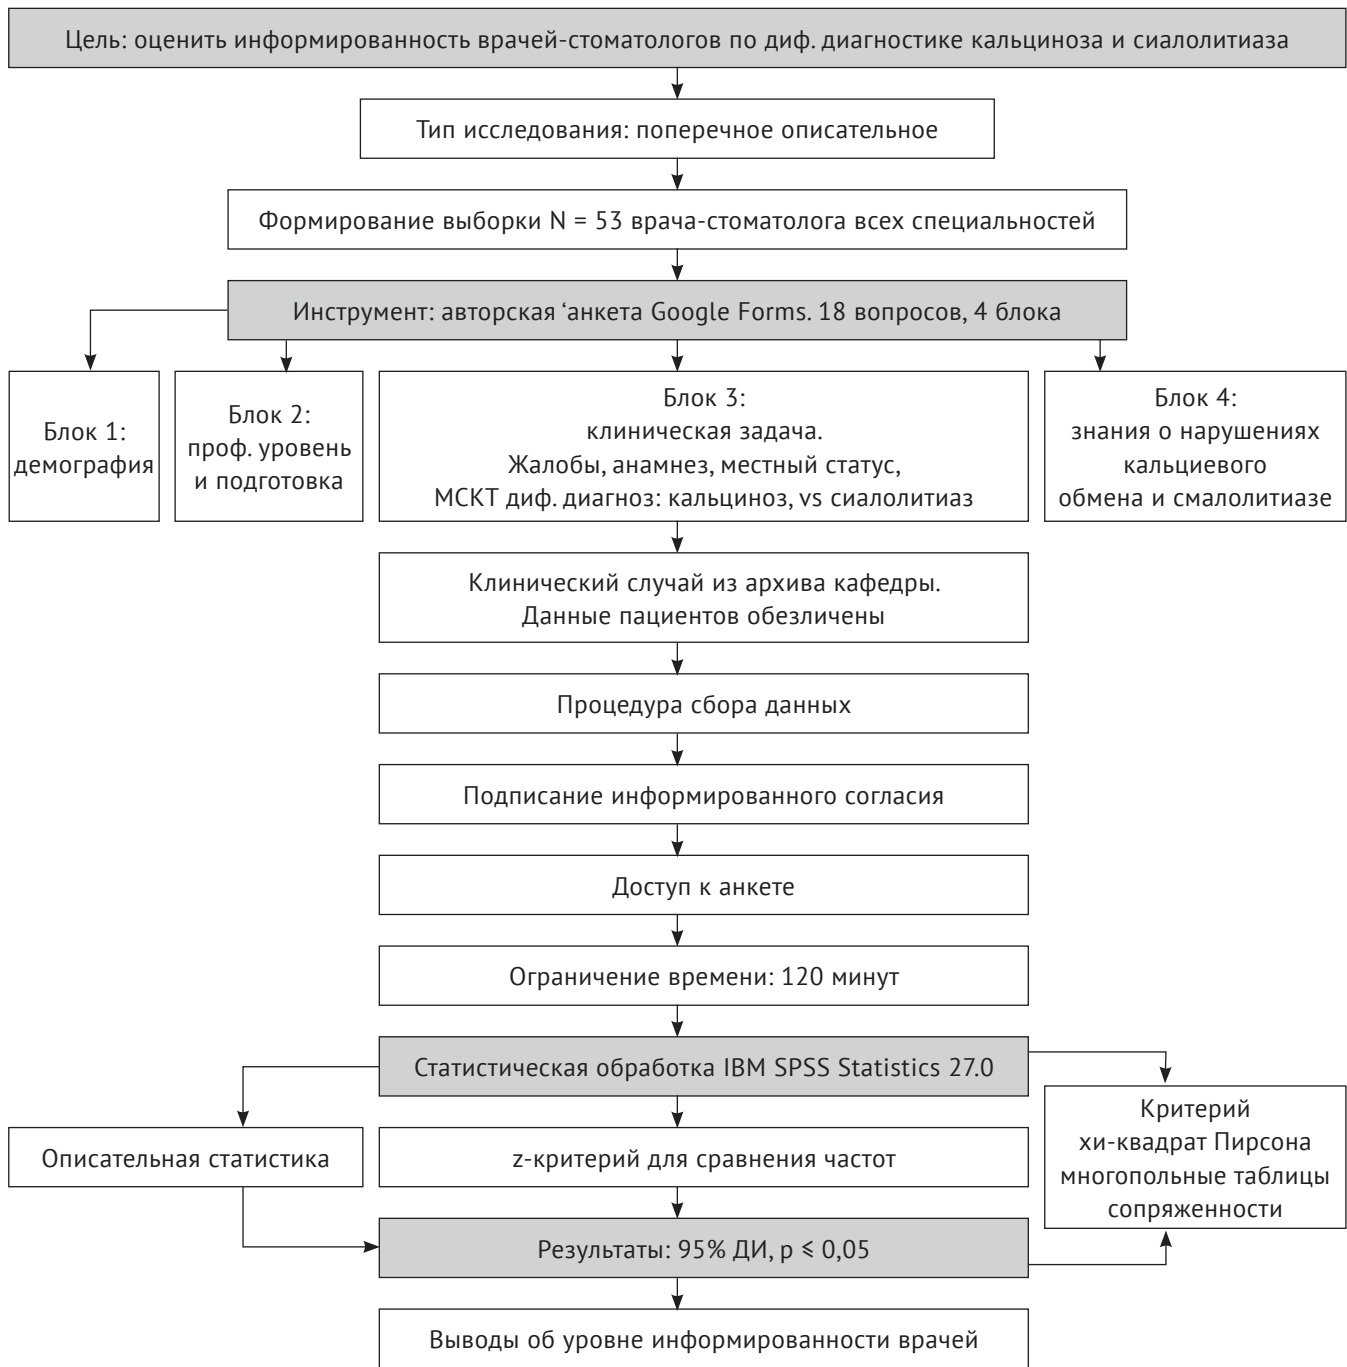 Цель: оценить информированность врачей-стоматологов по диф. диагностике кальциноза и сиалолитиаза
Тип исследования: поперечное описательное
Формирование выборки N = 53 врача-стоматолога всех специальностей
Инструмент: авторская ‘анкета Google Forms. 18 вопросов, 4 блока
Блок 1:
демография
Блок 2:
проф. уровень
и подготовка
Блок 3:
клиническая задача.
Жалобы, анамнез, местный статус,
МСКТ диф. диагноз: кальциноз, vs сиалолитиаз
Блок 4:
знания о нарушениях
кальциевого
обмена и смалолитиазе
Клинический случай из архива кафедры.
Данные пациентов обезличены
Процедура сбора данных
Подписание информированного согласия
Доступ к анкете
Ограничение времени: 120 минут
Статистическая обработка IBM SPSS Statistics 27.0
Описательная статистика
z-критерий для сравнения частот
Критерий
хи-квадрат Пирсона
многопольные таблицы
сопряженности
Результаты: 95% ДИ, p ⩽ 0,05
Выводы об уровне информированности врачей